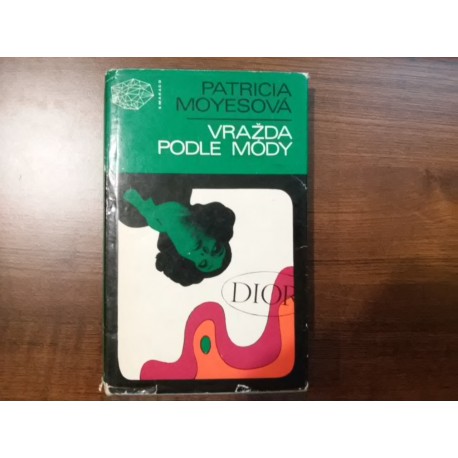 PATRICIA
MOYESOVÁ
VRAŽDA
PODLE MÓDY
DIOR